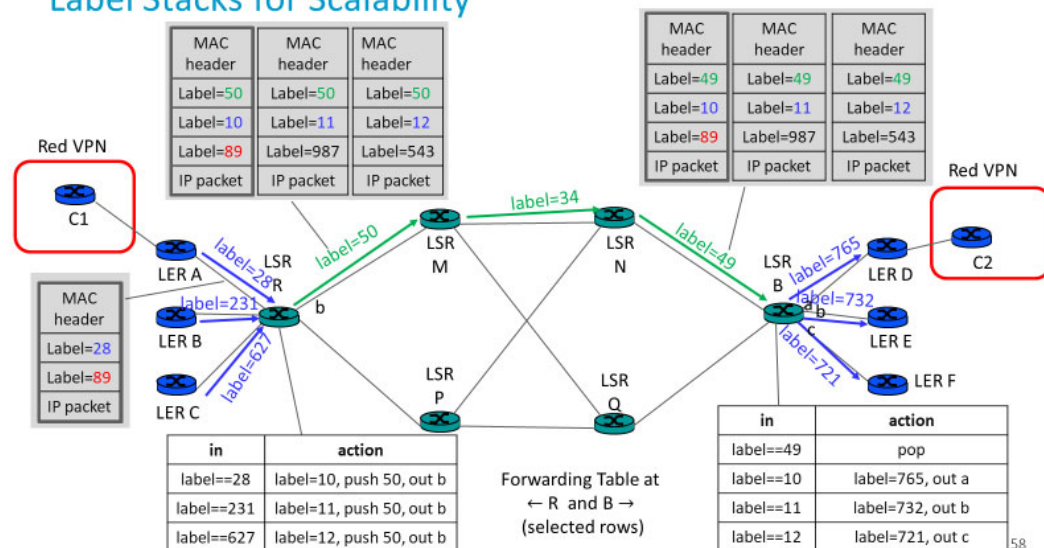 Label Stacks for Scalability
MAC header
MAC header
MAC header
Label=50
Label=50
Label=50
Label=10
Label=11
Label=12
Label=89
Label=987
Label=543
IP packet
IP packet
IP packet
MAC header
MAC header
MAC header
Label=49
Label=49
Label=49
Label=10
Label=11
Label=12
Label=89
Label=987
Label=543
IP packet
IP packet
IP packet
Red VPN
C1
Red VPN
C2
LER A
LER B
LER C
label=28
label=231
label=627
LSR
R
b
label=50
LSR
M
label=34
LSR
N
label=49
LSR
B
a
b
c
label=765
label=732
label=721
LER D
LER E
LER F
LSR
P
LSR
Q
MAC
header
Label=28
Label=89
IP packet
in action
label==28 label=10, push 50, out b
label==231 label=11, push 50, out b
label==627 label=12, push 50, out b
Forwarding Table at
← R and B →
(selected rows)
in action
label==49 pop
label==10 label=765, out a
label==11 label=732, out b
label==12 label=721, out c
58